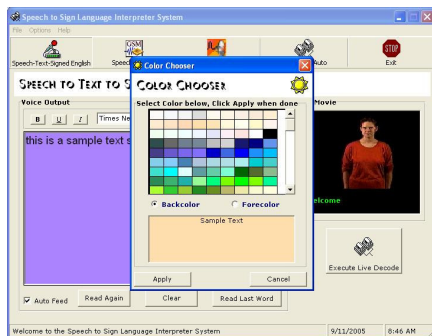 Speech to Sign Language Interpreter System
File Options Help
Speech-Text-Signed English
GSM
Auto
STOP
Exit
Color Chooser
SPEECH TO TEXT TO S
COLOR CHOOSER
Select Color below, Click Apply when done
Voice Output
B U I Times Ne
this is a sample text s
Movie
elcome
Backcolor Forecolor
Sample Text
Apply Cancel
Execute Live Decode
Auto Feed Read Again Clear Read Last Word
Welcome to the Speech to Sign Language Interpreter System 9/11/2005 8:46 AM